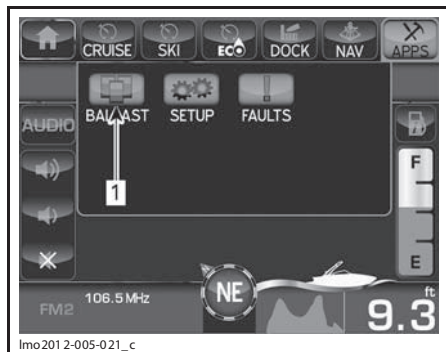 CRUISE SKI ECO DOCK NAV APPS
AUDIO BALLAST SETUP FAULTS
F
1
E
NE
ft
FM2 106.5 MHz 9.3
lmo2012-005-021_c